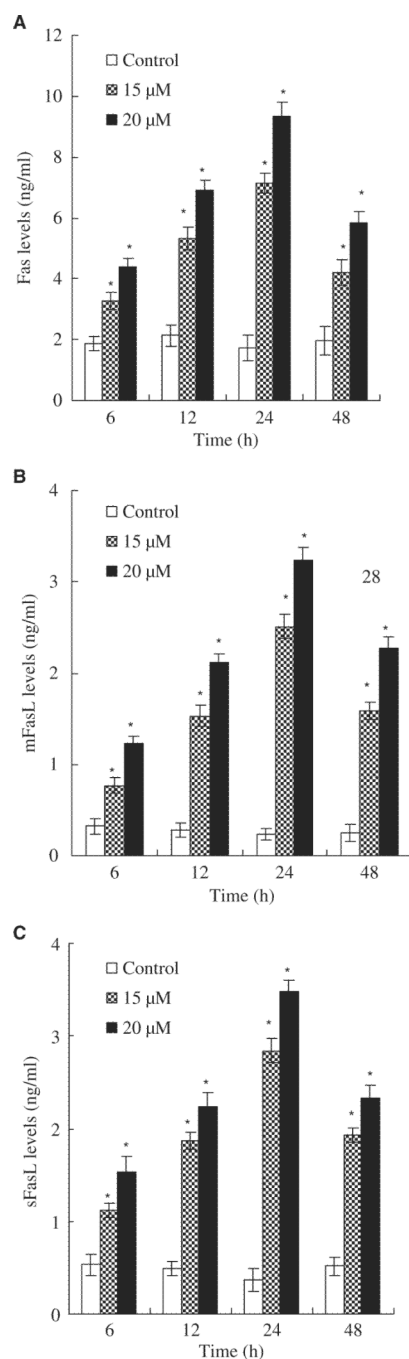 A
Control
15 µM
20 µM
12
10
8
6
4
2
0
Fas levels (ng/ml)
* * * * * * * *
6 12 24 48
Time (h)
B
Control
15 µM
20 µM
4
3
2
1
0
mFasL levels (ng/ml)
28
* * * * * * * *
6 12 24 48
Time (h)
C
Control
15 µM
20 µM
4
3
2
1
0
sFasL levels (ng/ml)
* * * * * * * *
6 12 24 48
Time (h)